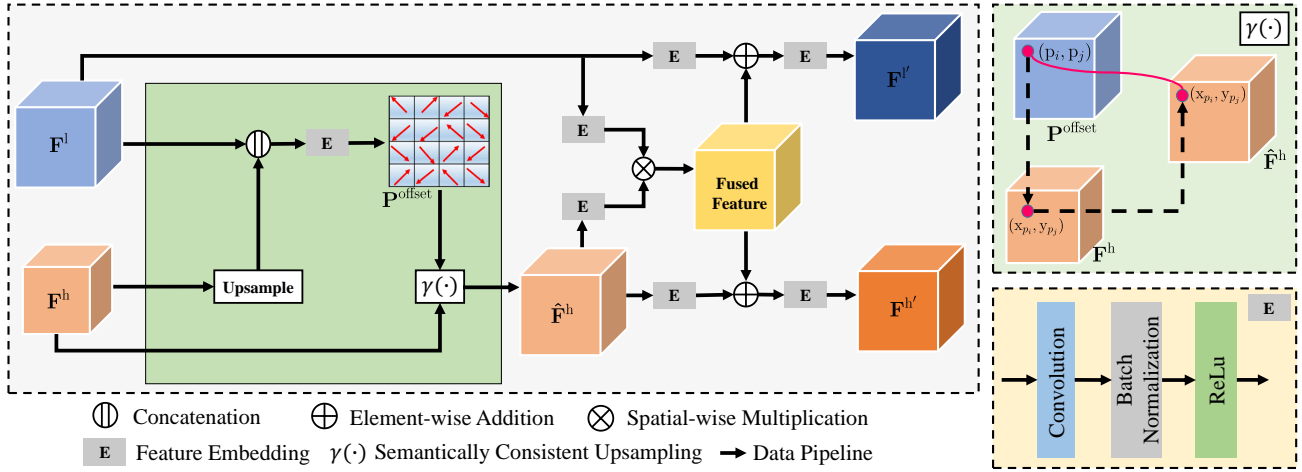 F^l
F^h
Upsample
E
P^offset
γ(·)
F̂^h
E
E
E
E
E
E
Fused
Feature
F^l′
F^h′
γ(·)
(p_i, p_j)
P^offset
(x_{p_i}, y_{p_j})
F̂^h
(x_{p_i}, y_{p_j})
F^h
E
Convolution
Batch
Normalization
ReLu
Concatenation
Element-wise Addition
Spatial-wise Multiplication
E Feature Embedding
γ(·) Semantically Consistent Upsampling
Data Pipeline